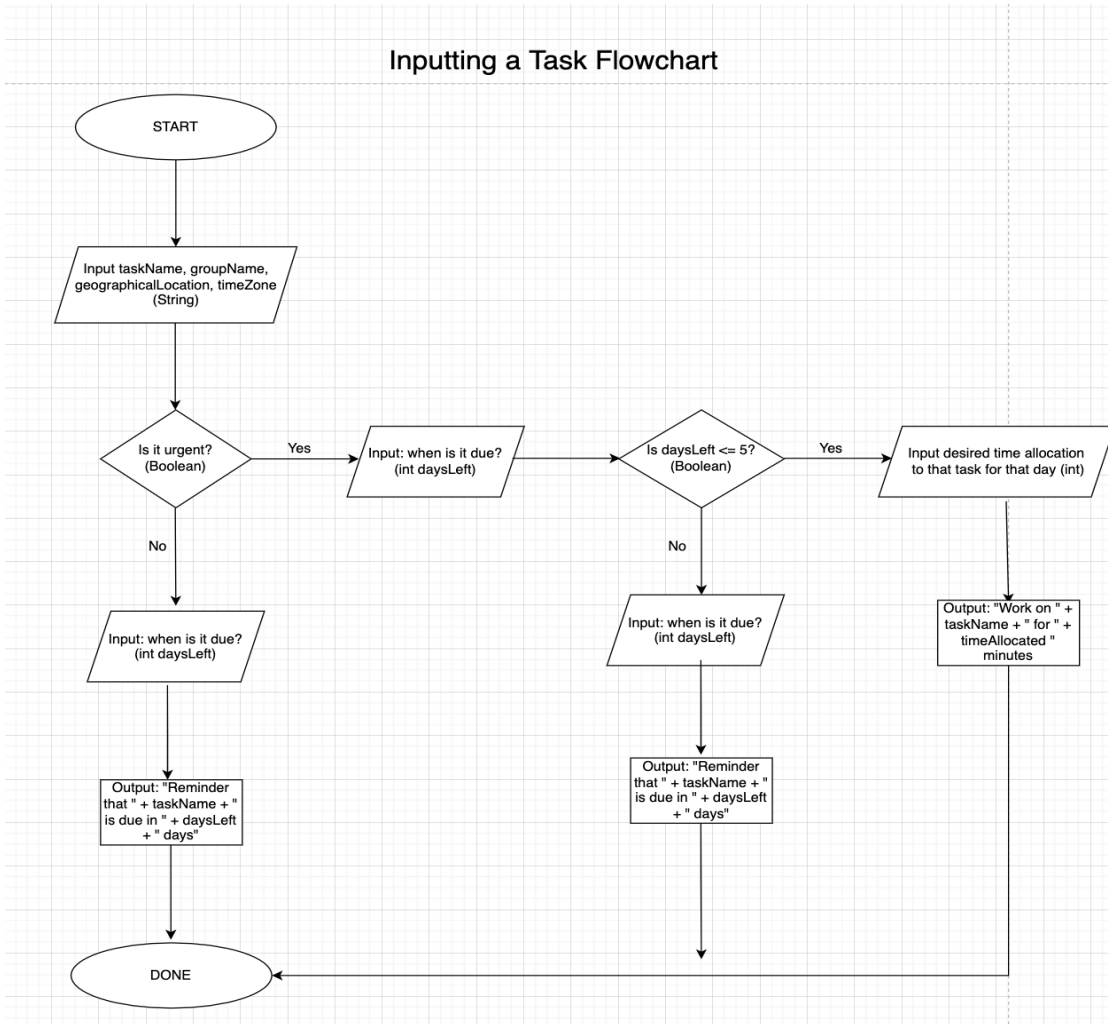 Inputting a Task Flowchart
START
Input taskName, groupName,
geographicalLocation, timeZone
(String)
Is it urgent?
(Boolean)
Yes
Input: when is it due?
(int daysLeft)
Is daysLeft <= 5?
(Boolean)
Yes
Input desired time allocation
to that task for that day (int)
No
No
Input: when is it due?
(int daysLeft)
Input: when is it due?
(int daysLeft)
Output: "Work on " +
taskName + " for " +
timeAllocated "
minutes
Output: "Reminder
that " + taskName + "
is due in " + daysLeft
+ " days"
Output: "Reminder
that " + taskName + "
is due in " + daysLeft
+ " days"
DONE